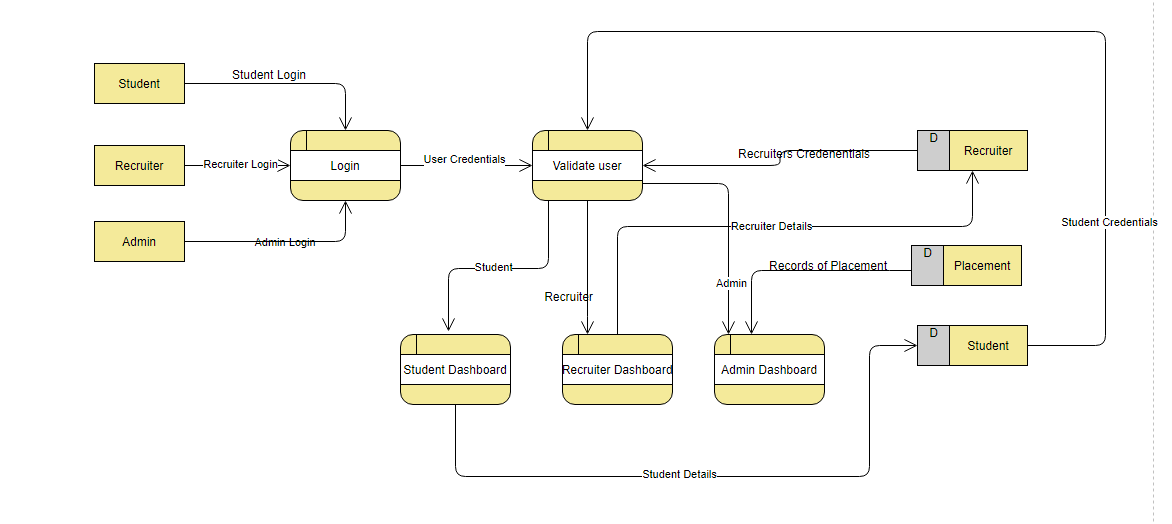 Student Login
Student
D
Recruiter
Recruiters Credenentials
User Credentials
Recruiter
Recruiter Login
Login
Validate user
Student Credentials
Recruiter Details
Admin
Admin Login
D
Placement
Records of Placement
Student
Admin
Recruiter
D
Student
Student Dashboard
Recruiter Dashboard
Admin Dashboard
Student Details